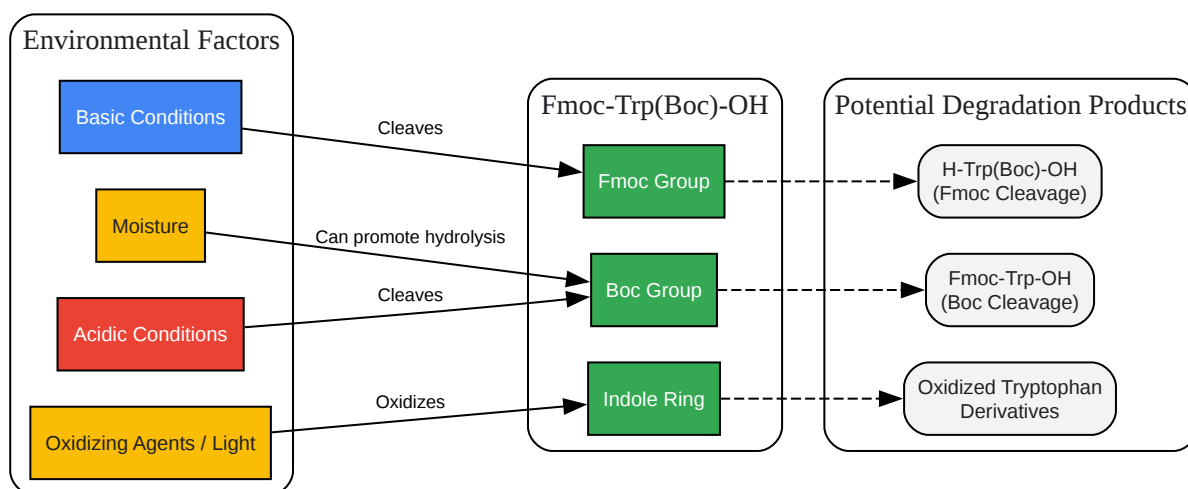 Environmental Factors
Basic Conditions
Moisture
Acidic Conditions
Oxidizing Agents / Light
Cleaves
Can promote hydrolysis
Cleaves
Oxidizes
Fmoc-Trp(Boc)-OH
Fmoc Group
Boc Group
Indole Ring
Potential Degradation Products
H-Trp(Boc)-OH
(Fmoc Cleavage)
Fmoc-Trp-OH
(Boc Cleavage)
Oxidized Tryptophan
Derivatives